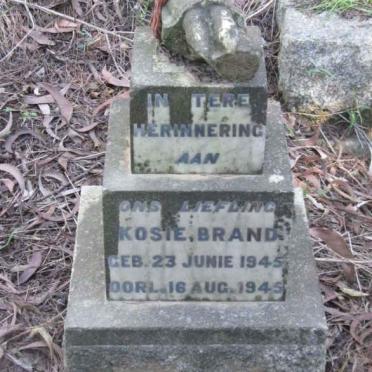 IN TERE
HERINNERING
AAN
ONS LIEFLING
KOSIE. BRAND
GEB. 23 JUNIE 1945
OORL. 16 AUG. 1945